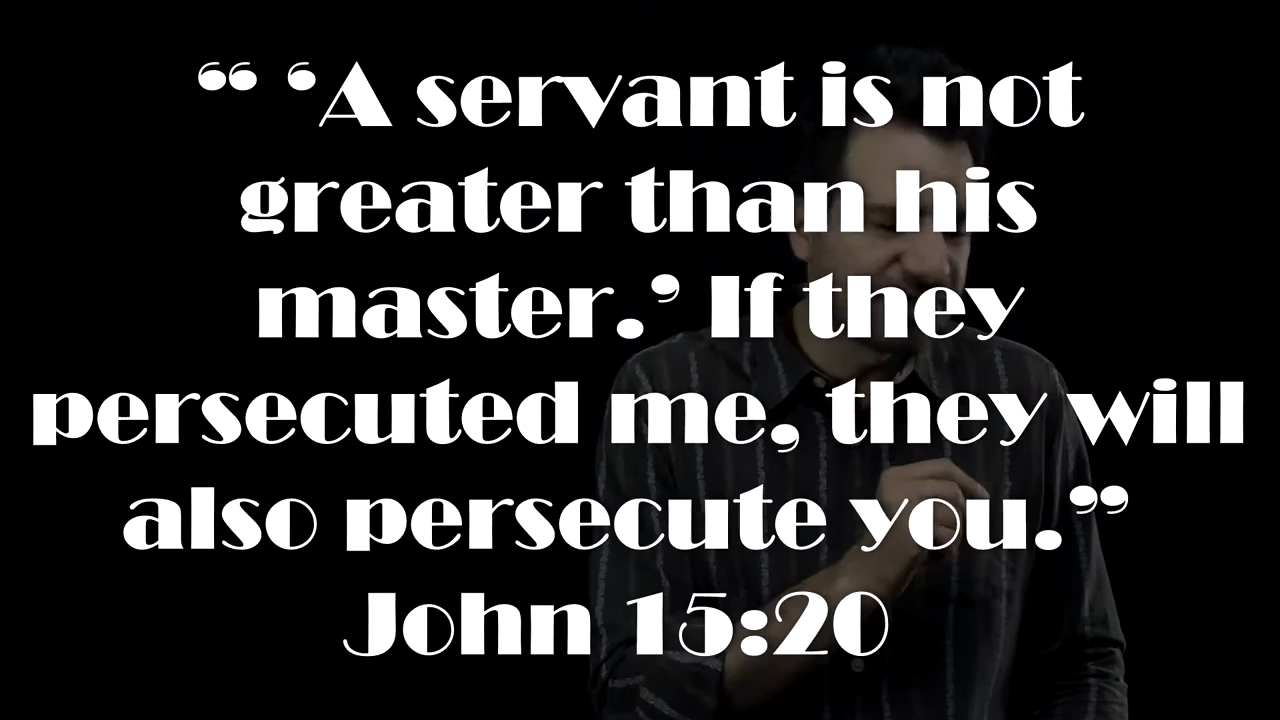 “ ‘A servant is not
greater than his
master.’ If they
persecuted me, they will
also persecute you.”
John 15:20